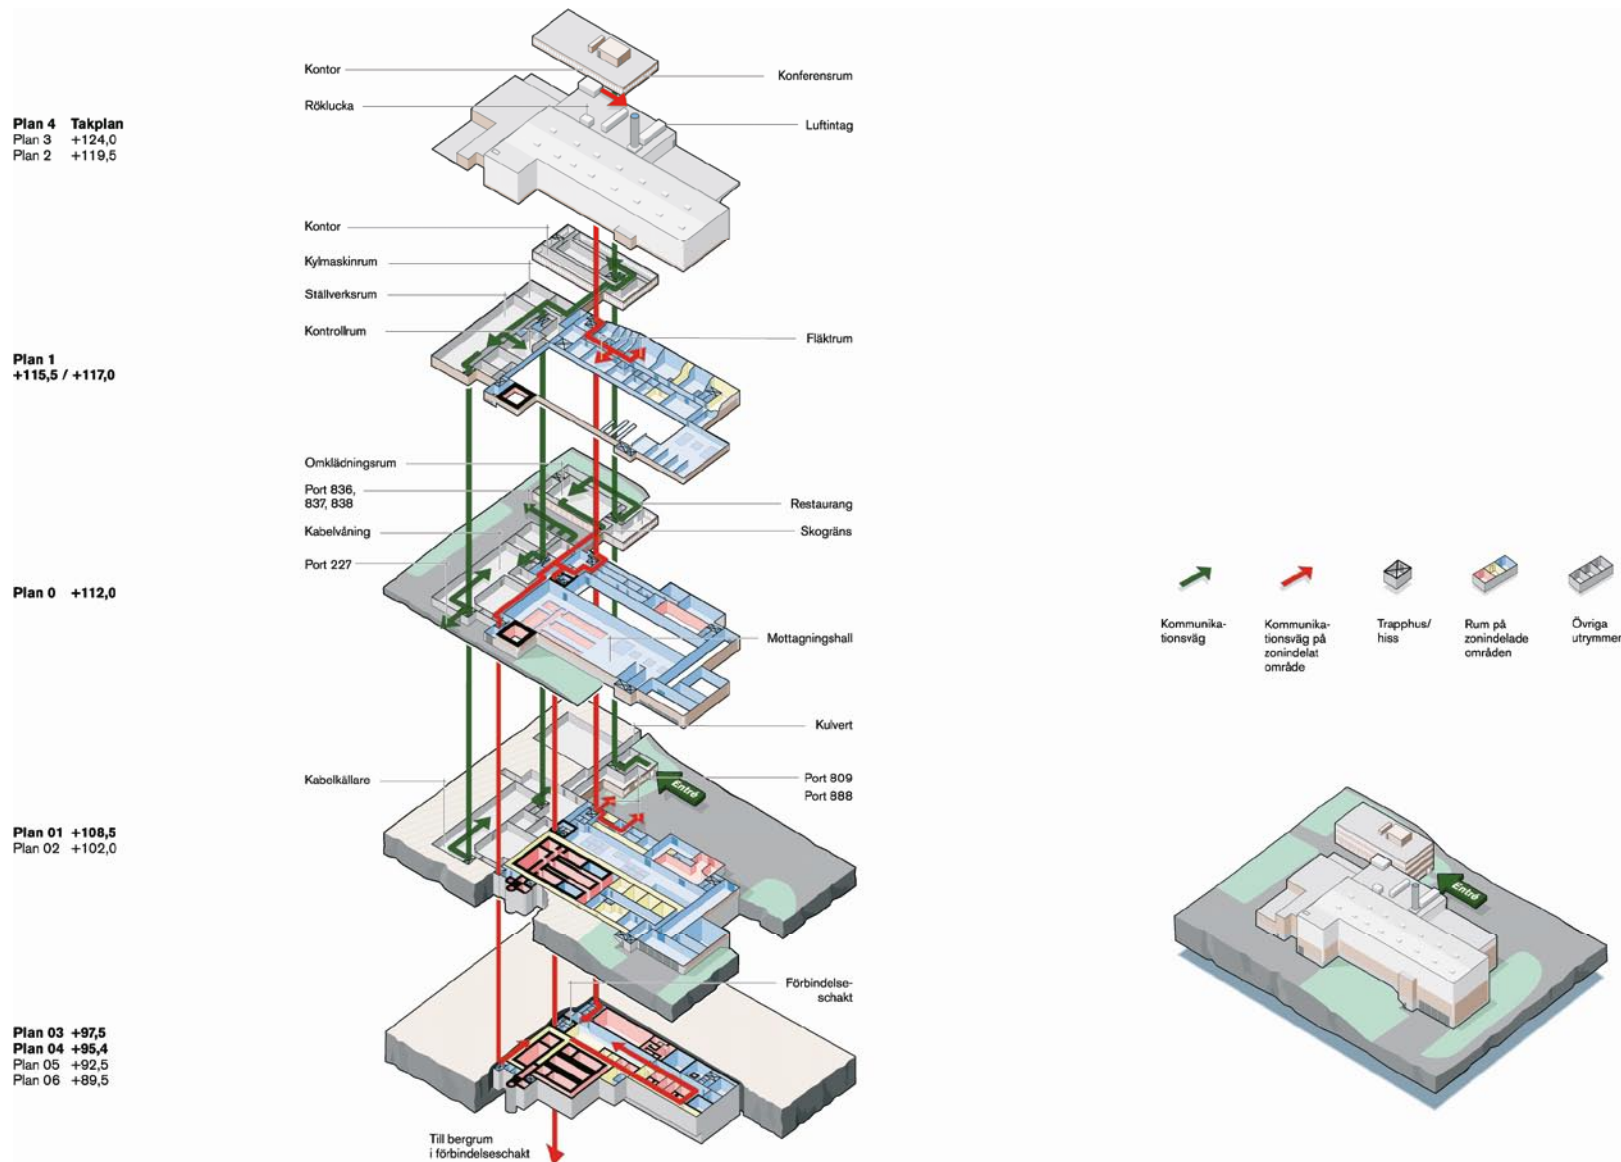 Kontor
Konferensrum
Röklucka
Luftintag
Plan 4 Takplan
Plan 3 +124,0
Plan 2 +119,5
Kontor
Kylmaskinrum
Ställverksrum
Kontrollrum
Fläktrum
Plan 1
+115,5 / +117,0
Omklädningsrum
Port 836,
837, 838
Restaurang
Kabelvåning
Skogräns
Port 227
Plan 0 +112,0
Mottagningshall
Kommunika-
tionsväg
Kommunika-
tionsväg på
zonindelat
område
Trapphus/
hiss
Rum på
zonindelade
områden
Övriga
utrymmen
Kulvert
Kabelkällare
Port 809
Port 888
Entré
Plan 01 +108,5
Plan 02 +102,0
Entré
Förbindelse-
schakt
Plan 03 +97,5
Plan 04 +95,4
Plan 05 +92,5
Plan 06 +89,5
Till bergrum
i förbindelseschakt